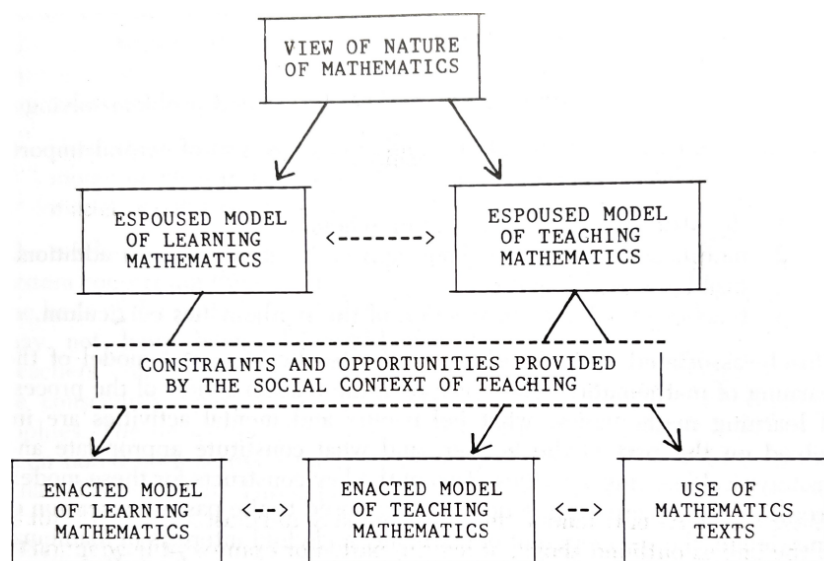 VIEW OF NATURE
OF MATHEMATICS
ESPOUSED MODEL
OF LEARNING
MATHEMATICS
ESPOUSED MODEL
OF TEACHING
MATHEMATICS
CONSTRAINTS AND OPPORTUNITIES PROVIDED
BY THE SOCIAL CONTEXT OF TEACHING
ENACTED MODEL
OF LEARNING
MATHEMATICS
ENACTED MODEL
OF TEACHING
MATHEMATICS
USE OF
MATHEMATICS
TEXTS